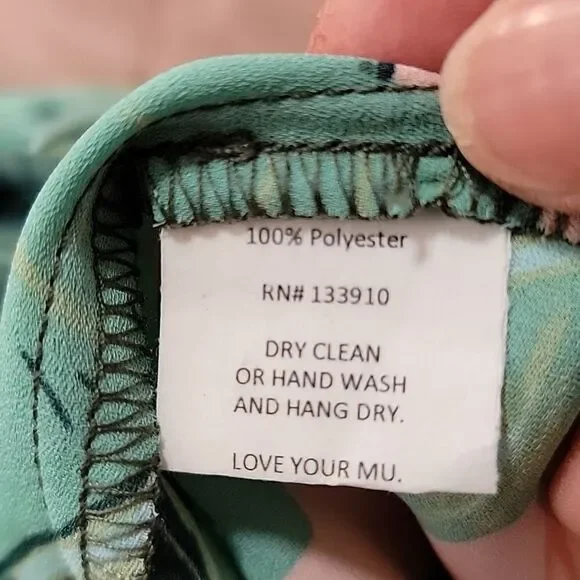 100% Polyester
RN# 133910
DRY CLEAN
OR HAND WASH
AND HANG DRY.
LOVE YOUR MU.